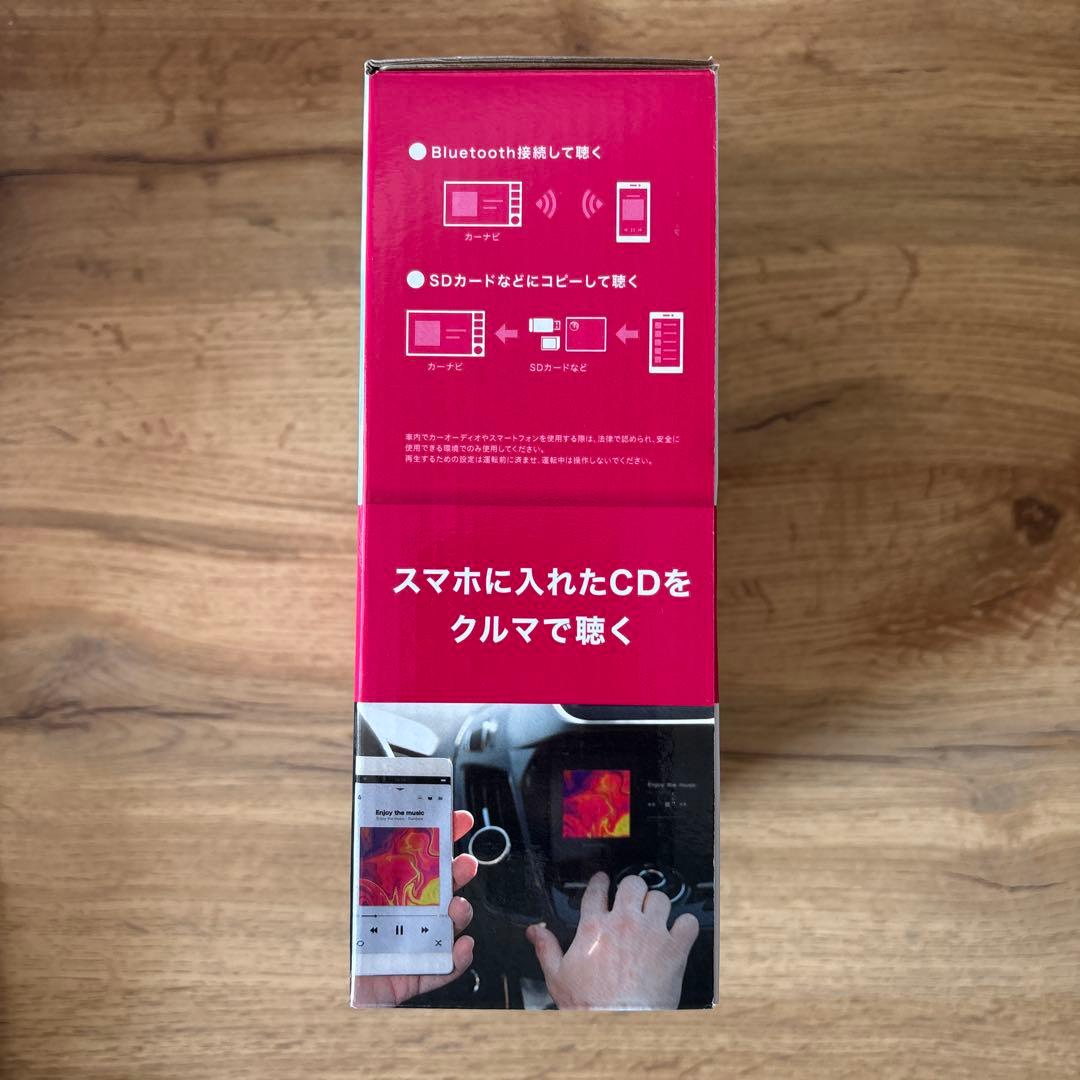 Bluetooth接続して聴く
カーナビ
SDカードなどにコピーして聴く
カーナビ
SDカードなど
車内でカーオーディオやスマートフォンを使用する際は、法律で認められ、安全に
使用できる環境でのみ使用してください。
再生するための設定は運転前に済ませ、運転中は操作しないでください。
スマホに入れたCDを
クルマで聴く
Enjoy the music
Enjoy the music - Rainbow
Enjoy the music